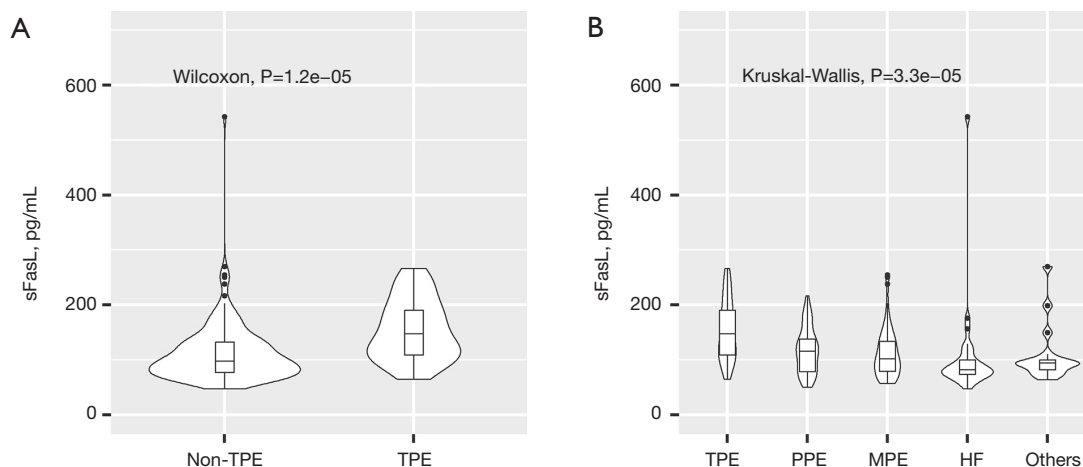 A
Wilcoxon, P=1.2e−05
600
400
200
0
sFasL, pg/mL
Non-TPE TPE
B
Kruskal-Wallis, P=3.3e−05
600
400
200
0
sFasL, pg/mL
TPE PPE MPE HF Others